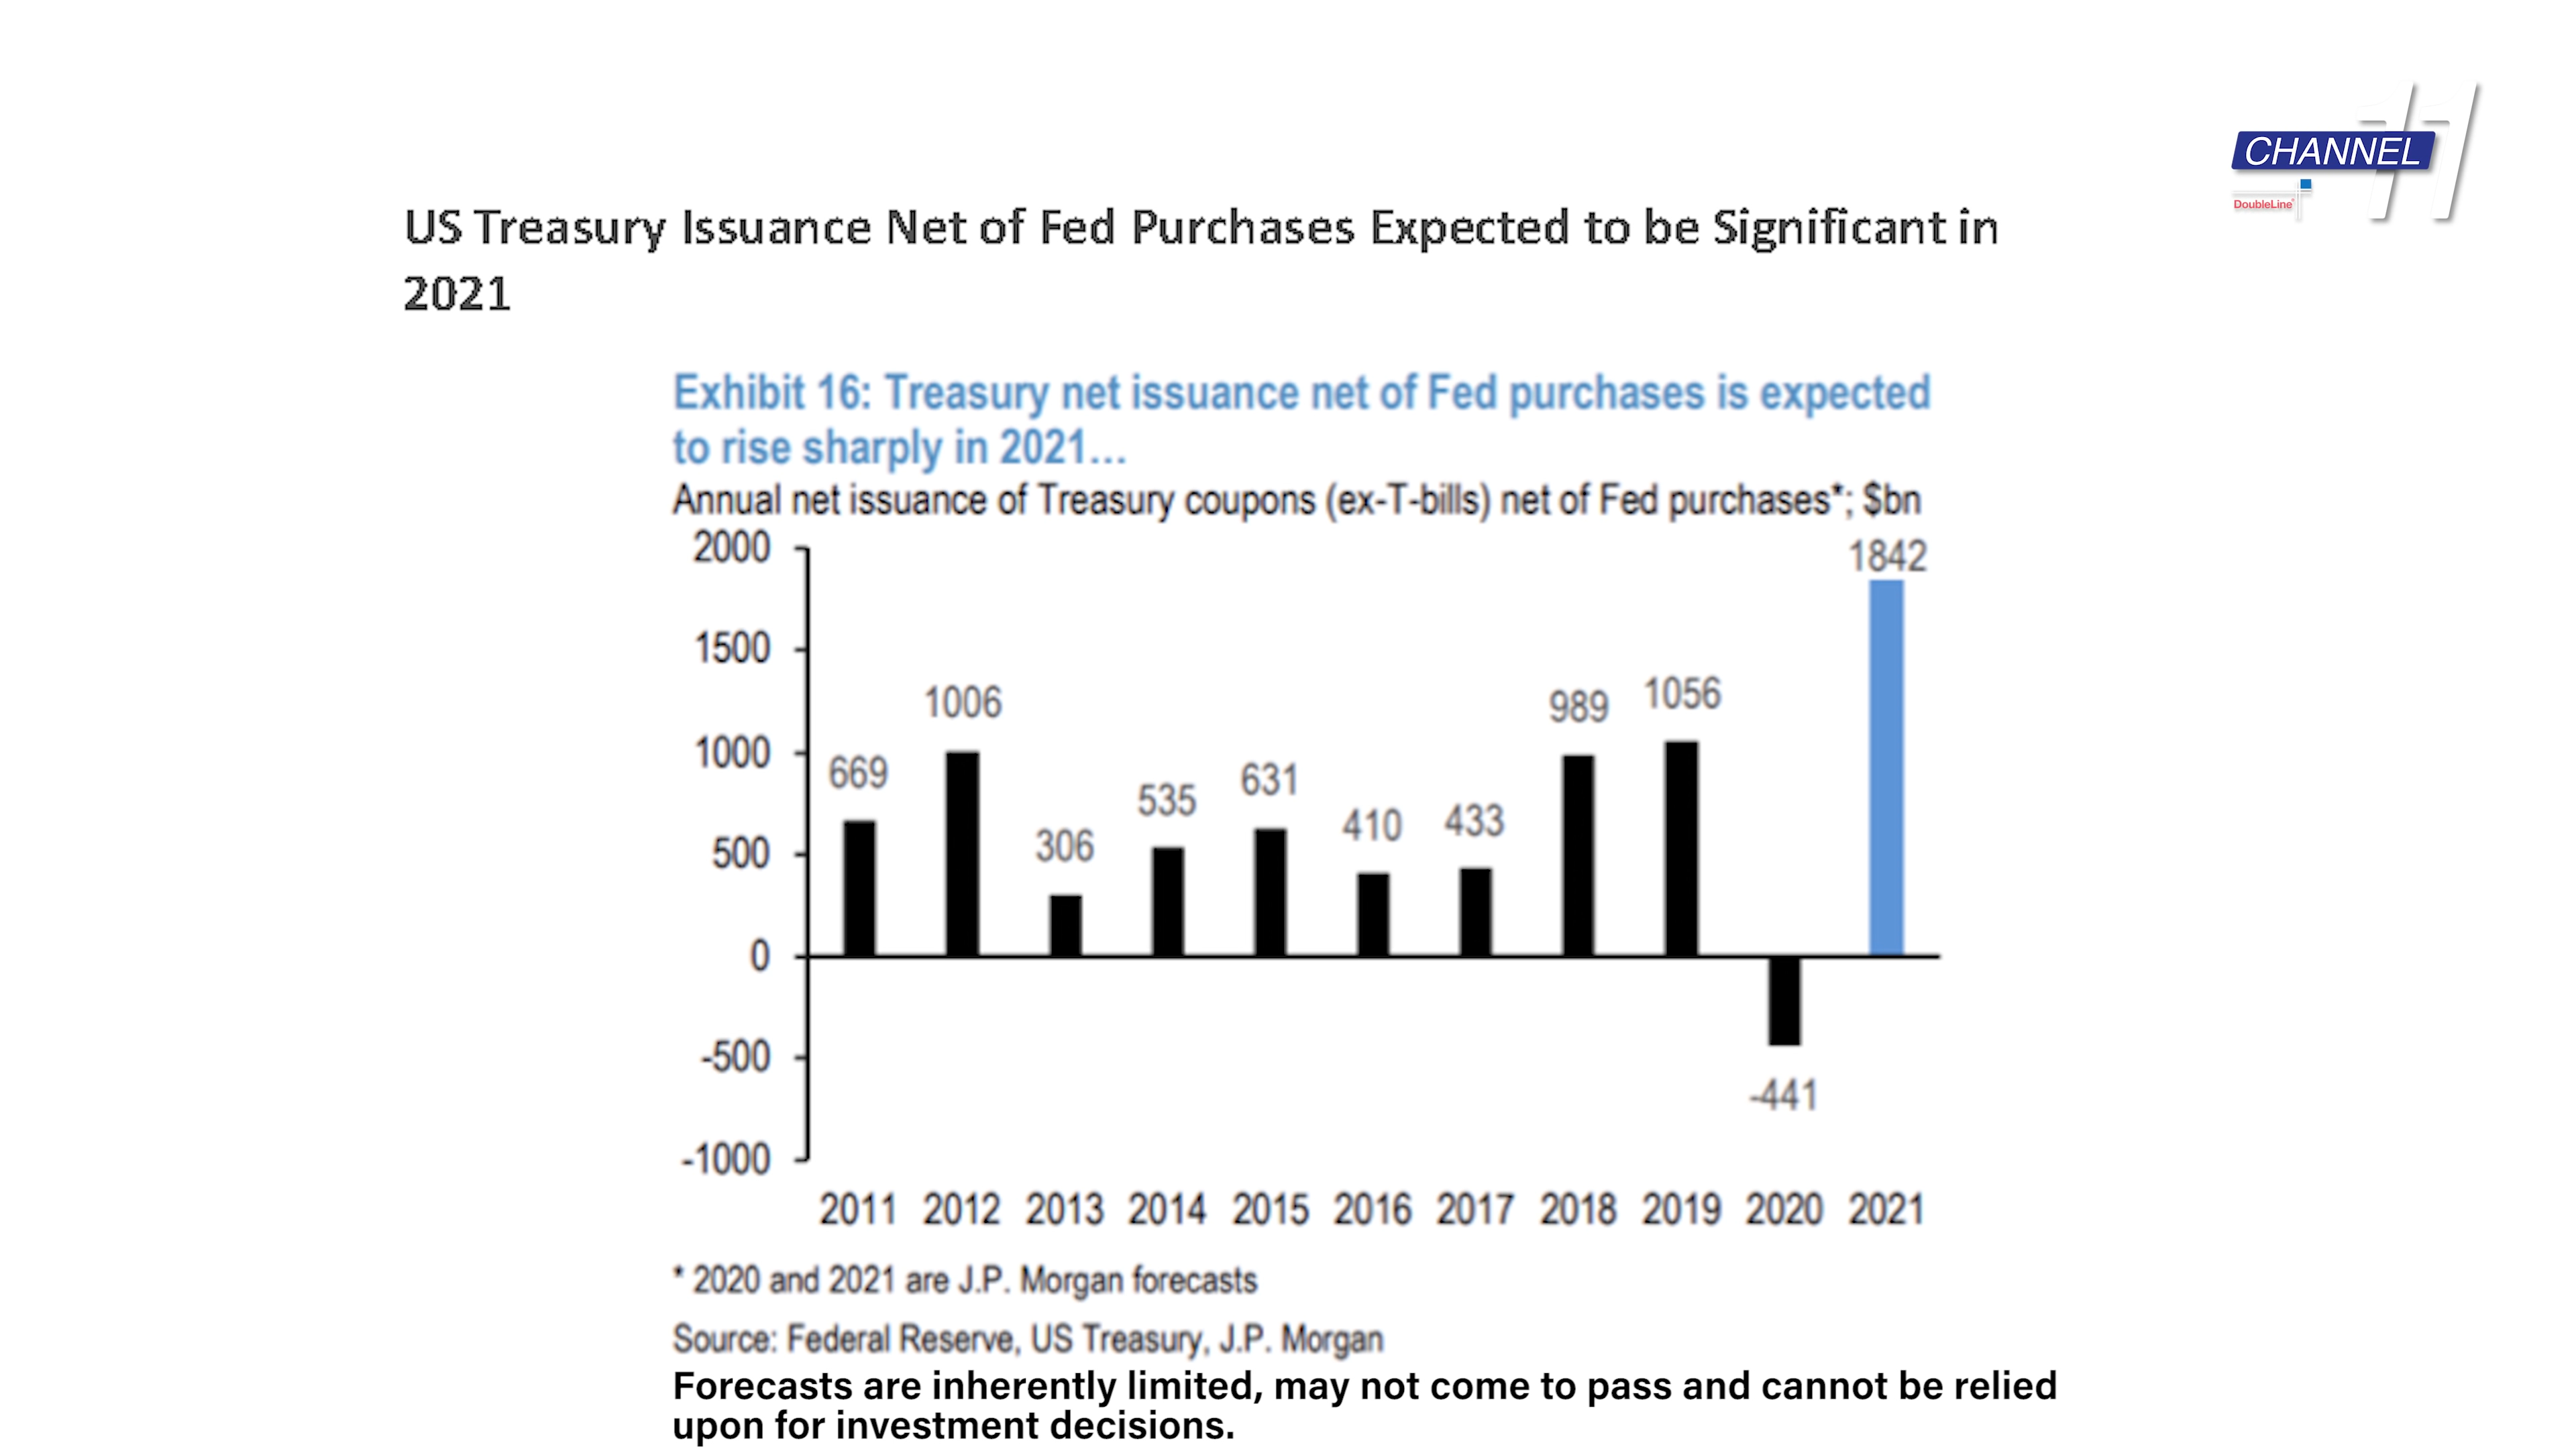 CHANNEL 11
DoubleLine®
US Treasury Issuance Net of Fed Purchases Expected to be Significant in
2021
Exhibit 16: Treasury net issuance net of Fed purchases is expected
to rise sharply in 2021...
Annual net issuance of Treasury coupons (ex-T-bills) net of Fed purchases*; $bn
2000
1500
1000
500
0
-500
-1000
669
1006
306
535
631
410
433
989
1056
-441
1842
2011 2012 2013 2014 2015 2016 2017 2018 2019 2020 2021
* 2020 and 2021 are J.P. Morgan forecasts
Source: Federal Reserve, US Treasury, J.P. Morgan
Forecasts are inherently limited, may not come to pass and cannot be relied
upon for investment decisions.